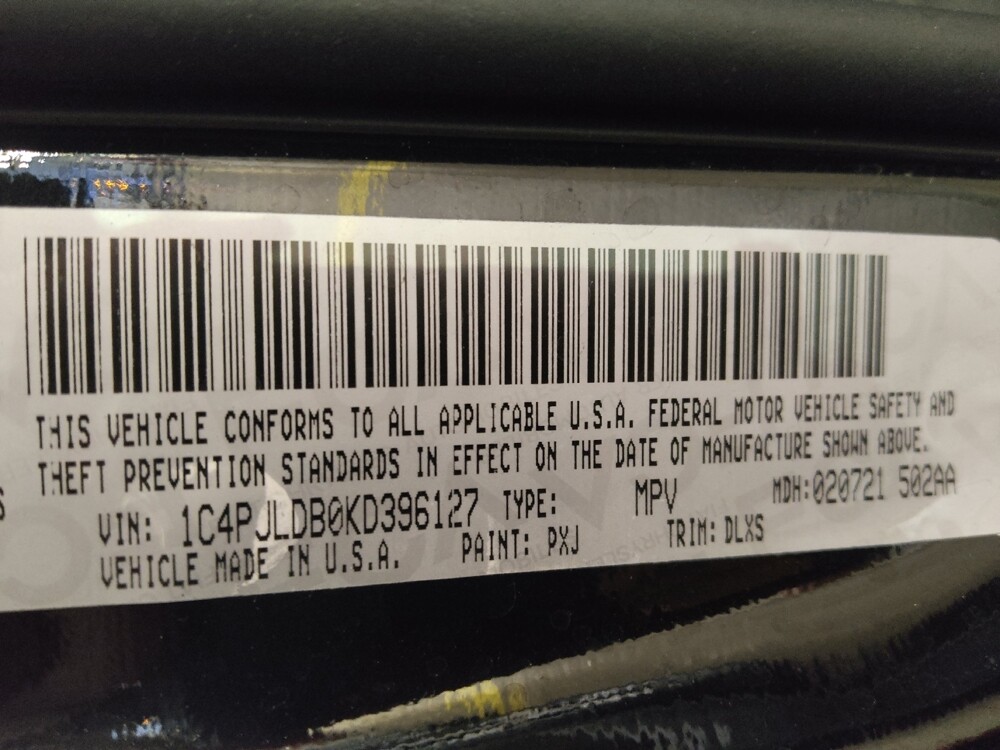 THIS VEHICLE CONFORMS TO ALL APPLICABLE U.S.A. FEDERAL MOTOR VEHICLE SAFETY AND
THEFT PREVENTION STANDARDS IN EFFECT ON THE DATE OF MANUFACTURE SHOWN ABOVE.
VIN: 1C4PJLDB0KD396127 TYPE: MPV MDH:020721 502AA
VEHICLE MADE IN U.S.A. PAINT: PXJ TRIM: DLXS